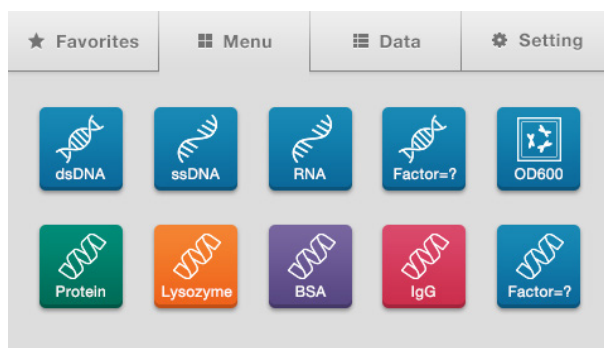 Favorites Menu Data Setting
dsDNA ssDNA RNA Factor=? OD600
Protein Lysozyme BSA IgG Factor=?